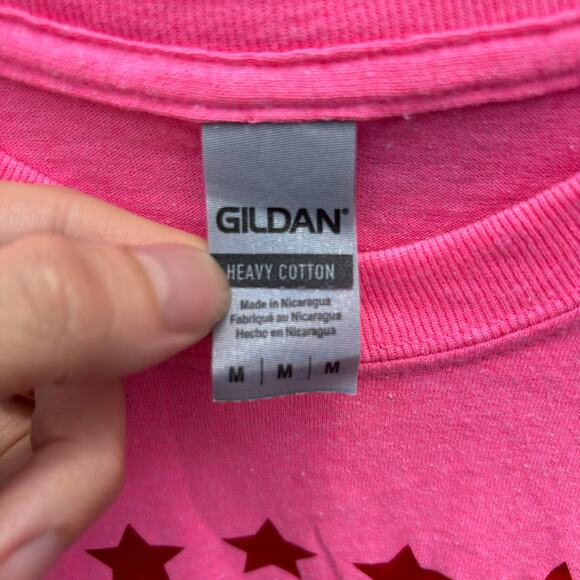 GILDAN®
HEAVY COTTON
Made in Nicaragua
Fabriqué au Nicaragua
Hecho en Nicaragua
M | M | M